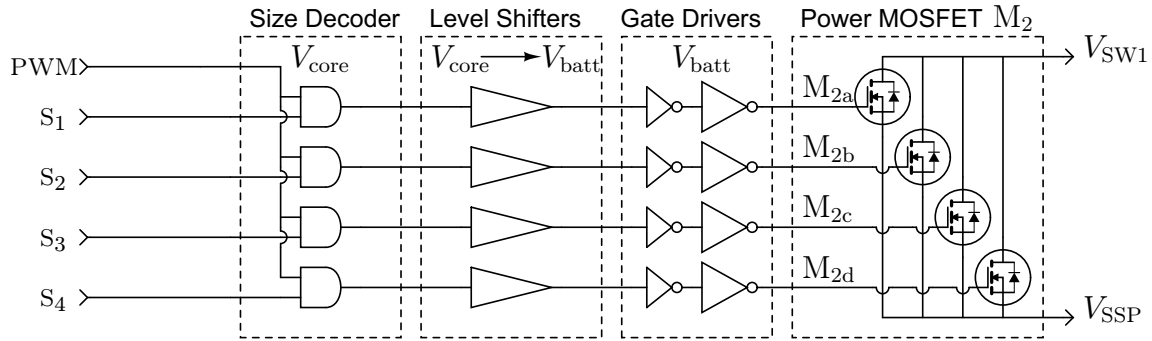 Size Decoder
Level Shifters
Gate Drivers
Power MOSFET M2
PWM
S1
S2
S3
S4
Vcore
Vcore Vbatt
Vbatt
M2a
M2b
M2c
M2d
VSW1
VSSP